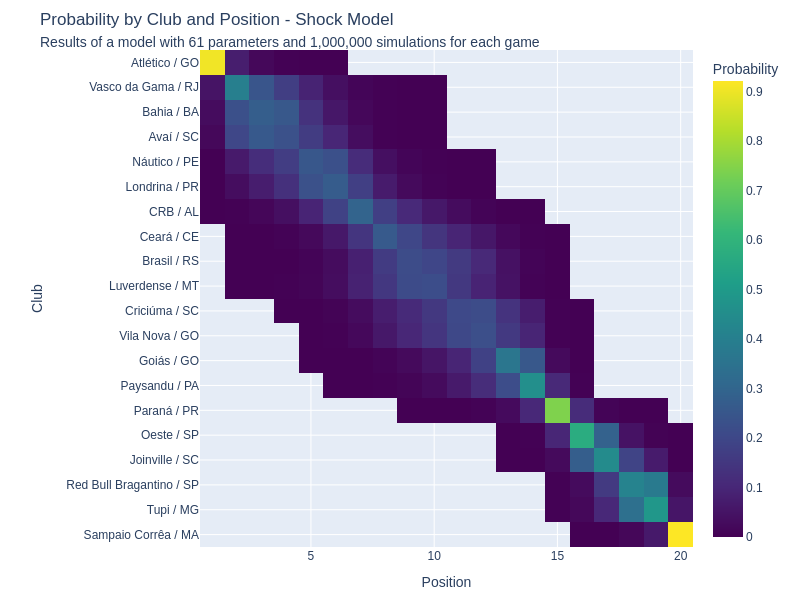 Probability by Club and Position - Shock Model
Results of a model with 61 parameters and 1,000,000 simulations for each game
Probability
Club
Atlético / GO
Vasco da Gama / RJ
Bahia / BA
Avaí / SC
Náutico / PE
Londrina / PR
CRB / AL
Ceará / CE
Brasil / RS
Luverdense / MT
Criciúma / SC
Vila Nova / GO
Goiás / GO
Paysandu / PA
Paraná / PR
Oeste / SP
Joinville / SC
Red Bull Bragantino / SP
Tupi / MG
Sampaio Corrêa / MA
5 10 15 20
Position
0.9
0.8
0.7
0.6
0.5
0.4
0.3
0.2
0.1
0